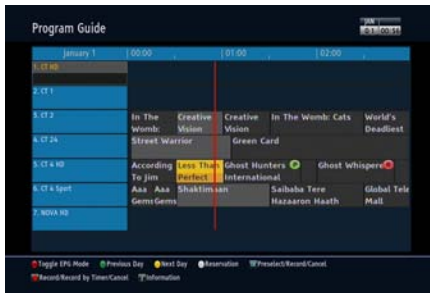 Program Guide
JAN
01 00:56
January 1 00:00 01:00 02:00
1. CT HD
2. CT 1
3. CT 2
In The Womb: Creative Vision Creative Vision In The Womb: Cats World's Deadliest
4. CT 24
Street Warrior Green Card
5. CT 4 HD
According To Jim Less Than Perfect Ghost Hunters International P Ghost Whisperer R
6. CT 4 Sport
Aaa Gems Aaa Gems Shaktimaan Saibaba Tere Hazaaron Haath Global Tele Mall
7. NOVA HD
Toggle EPG Mode Previous Day Next Day Reservation Preselect/Record/Cancel
Record/Record by Timer/Cancel Information